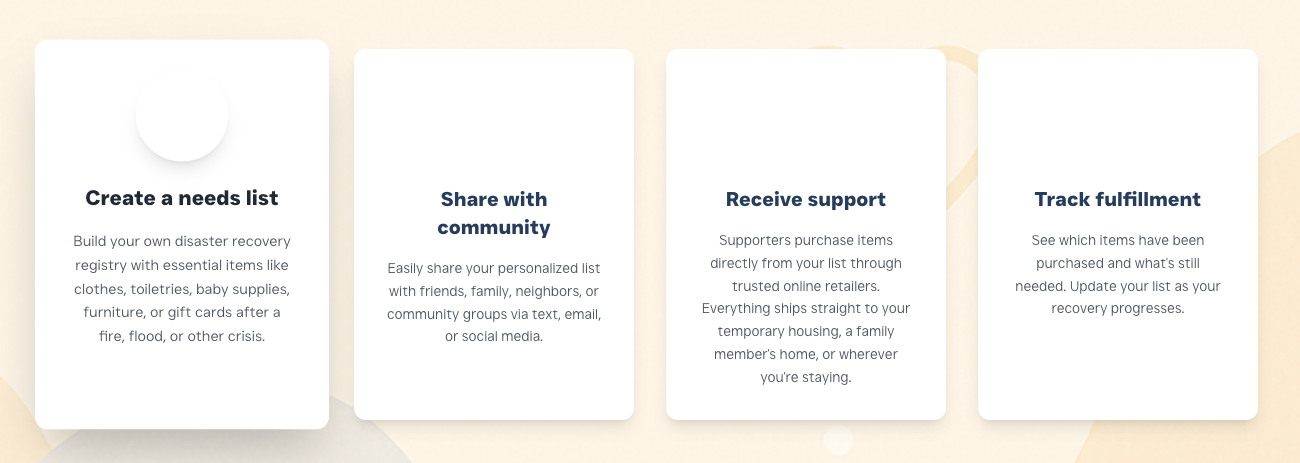 Create a needs list
Build your own disaster recovery
registry with essential items like
clothes, toiletries, baby supplies,
furniture, or gift cards after a
fire, flood, or other crisis.
Share with
community
Easily share your personalized list
with friends, family, neighbors, or
community groups via text, email,
or social media.
Receive support
Supporters purchase items
directly from your list through
trusted online retailers.
Everything ships straight to your
temporary housing, a family
member's home, or wherever
you're staying.
Track fulfillment
See which items have been
purchased and what's still
needed. Update your list as your
recovery progresses.